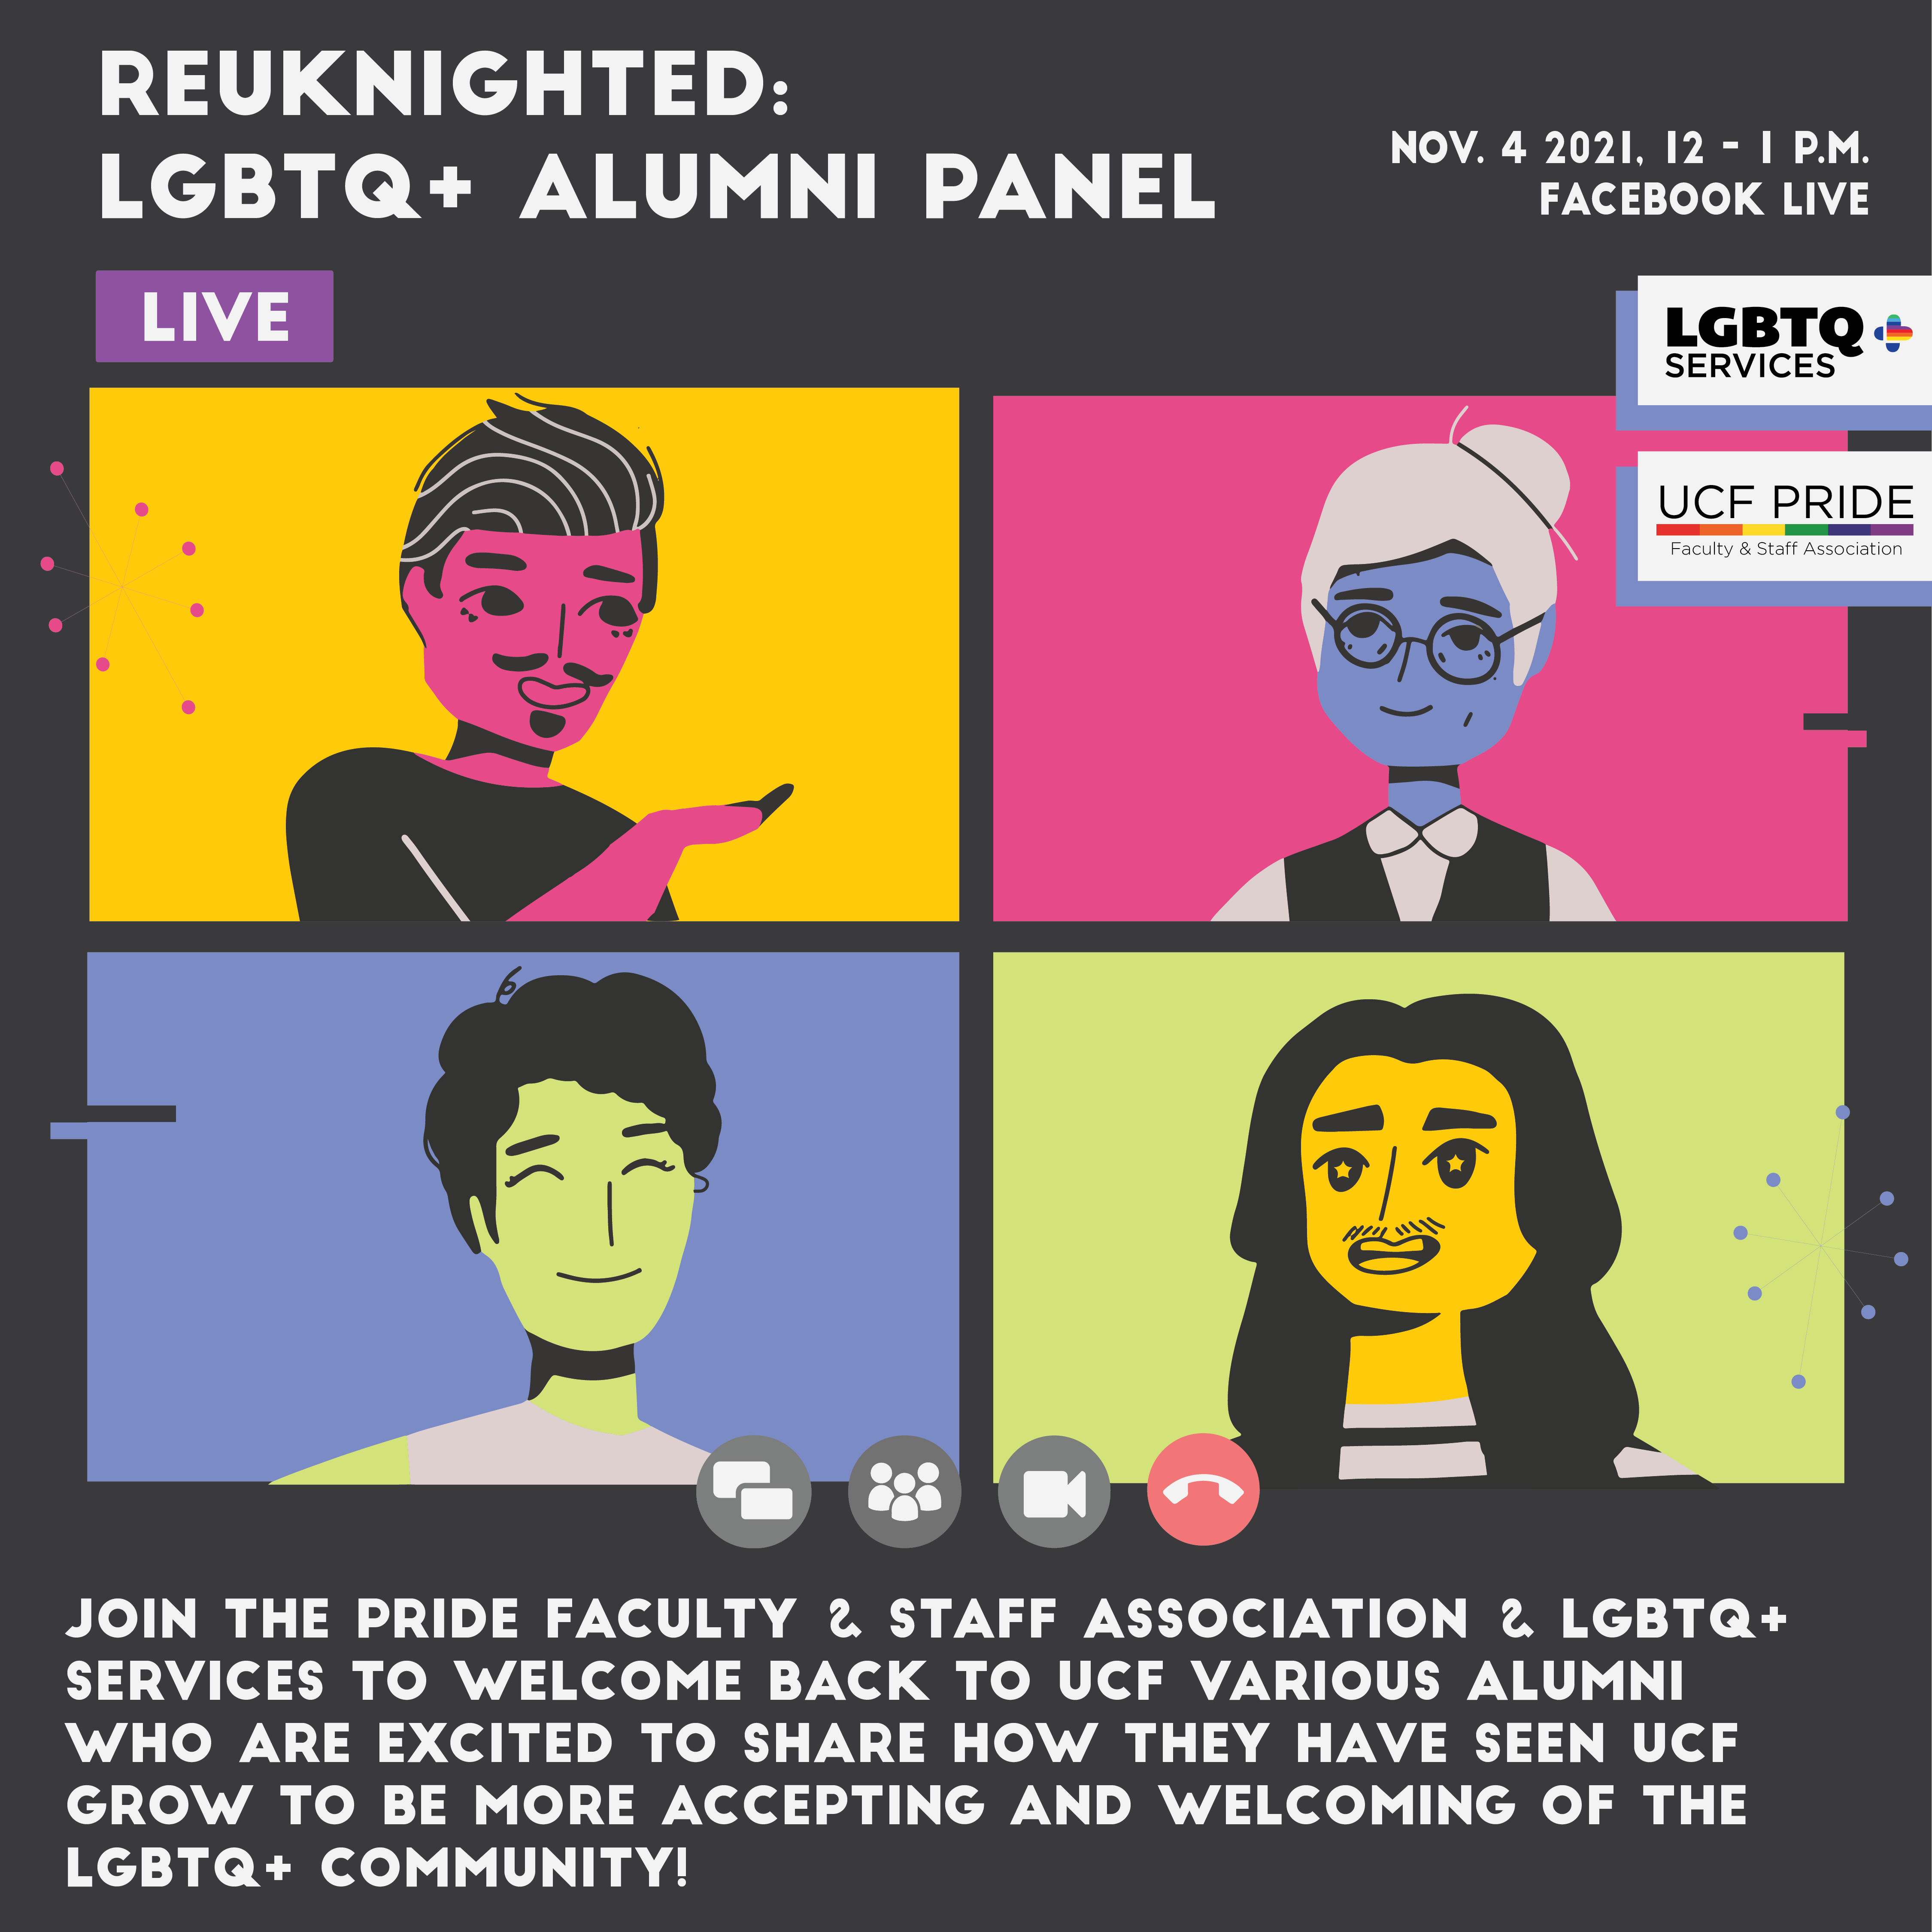 REUKNIGHTED:
LGBTQ+ ALUMNI PANEL
NOV. 4 2021, 12 - 1 P.M.
FACEBOOK LIVE
LIVE
LGBTQ+
SERVICES
UCF PRIDE
Faculty & Staff Association
JOIN THE PRIDE FACULTY & STAFF ASSOCIATION & LGBTQ+
SERVICES TO WELCOME BACK TO UCF VARIOUS ALUMNI
WHO ARE EXCITED TO SHARE HOW THEY HAVE SEEN UCF
GROW TO BE MORE ACCEPTING AND WELCOMING OF THE
LGBTQ+ COMMUNITY!